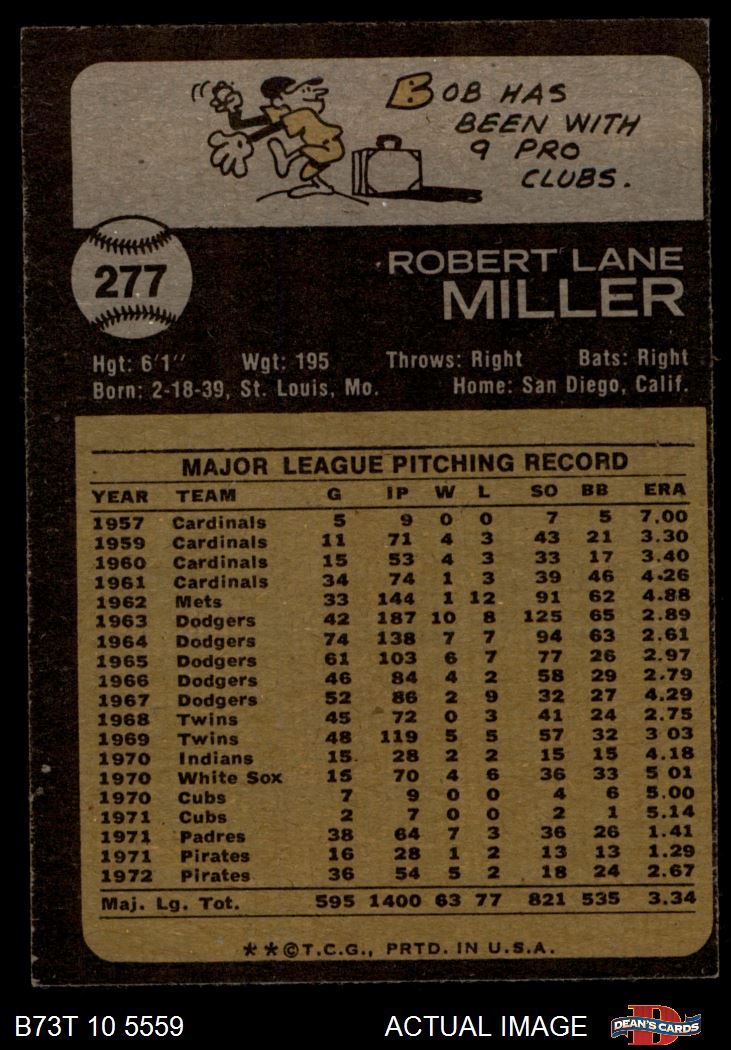 BOB HAS
BEEN WITH
9 PRO
CLUBS.
277
ROBERT LANE
MILLER
Hgt: 6'1" Wgt: 195 Throws: Right Bats: Right
Born: 2-18-39, St. Louis, Mo. Home: San Diego, Calif.
MAJOR LEAGUE PITCHING RECORD
YEAR TEAM G IP W L SO BB ERA
1957 Cardinals 5 9 0 0 7 5 7.00
1959 Cardinals 11 71 4 3 43 21 3.30
1960 Cardinals 15 53 4 3 33 17 3.40
1961 Cardinals 34 74 1 3 39 46 4.26
1962 Mets 33 144 1 12 91 62 4.88
1963 Dodgers 42 187 10 8 125 65 2.89
1964 Dodgers 74 138 7 7 94 63 2.61
1965 Dodgers 61 103 6 7 77 26 2.97
1966 Dodgers 46 84 4 2 58 29 2.79
1967 Dodgers 52 86 2 9 32 27 4.29
1968 Twins 45 72 0 3 41 24 2.75
1969 Twins 48 119 5 5 57 32 3 03
1970 Indians 15 28 2 2 15 15 4.18
1970 White Sox 15 70 4 6 36 33 5 01
1970 Cubs 7 9 0 0 4 6 5.00
1971 Cubs 2 7 0 0 2 1 5.14
1971 Padres 38 64 7 3 36 26 1.41
1971 Pirates 16 28 1 2 13 13 1.29
1972 Pirates 36 54 5 2 18 24 2.67
Maj. Lg. Tot. 595 1400 63 77 821 535 3.34
**©T.C.G., PRTD. IN U.S.A.
B73T 10 5559 ACTUAL IMAGE DEAN'S CARDS